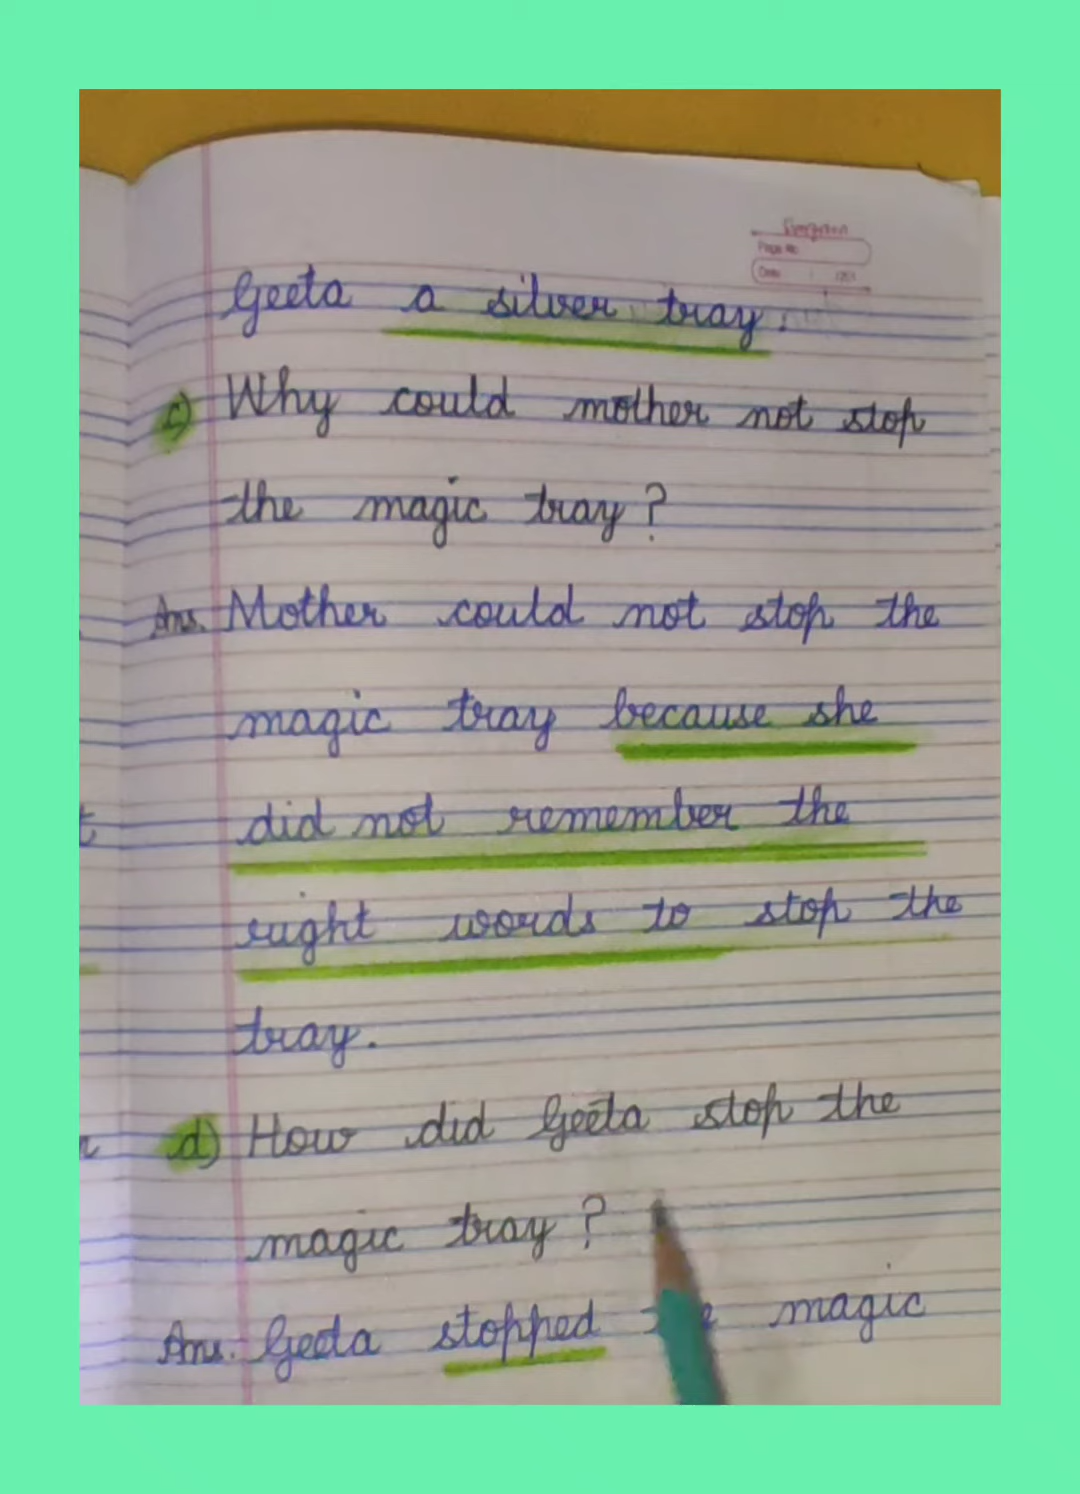 Geeta a silver tray.
c) Why could mother not stop
the magic tray?
Ans. Mother could not stop the
magic tray because she
did not remember the
right words to stop the
tray.
d) How did Geeta stop the
magic tray?
Ans. Geeta stopped the magic